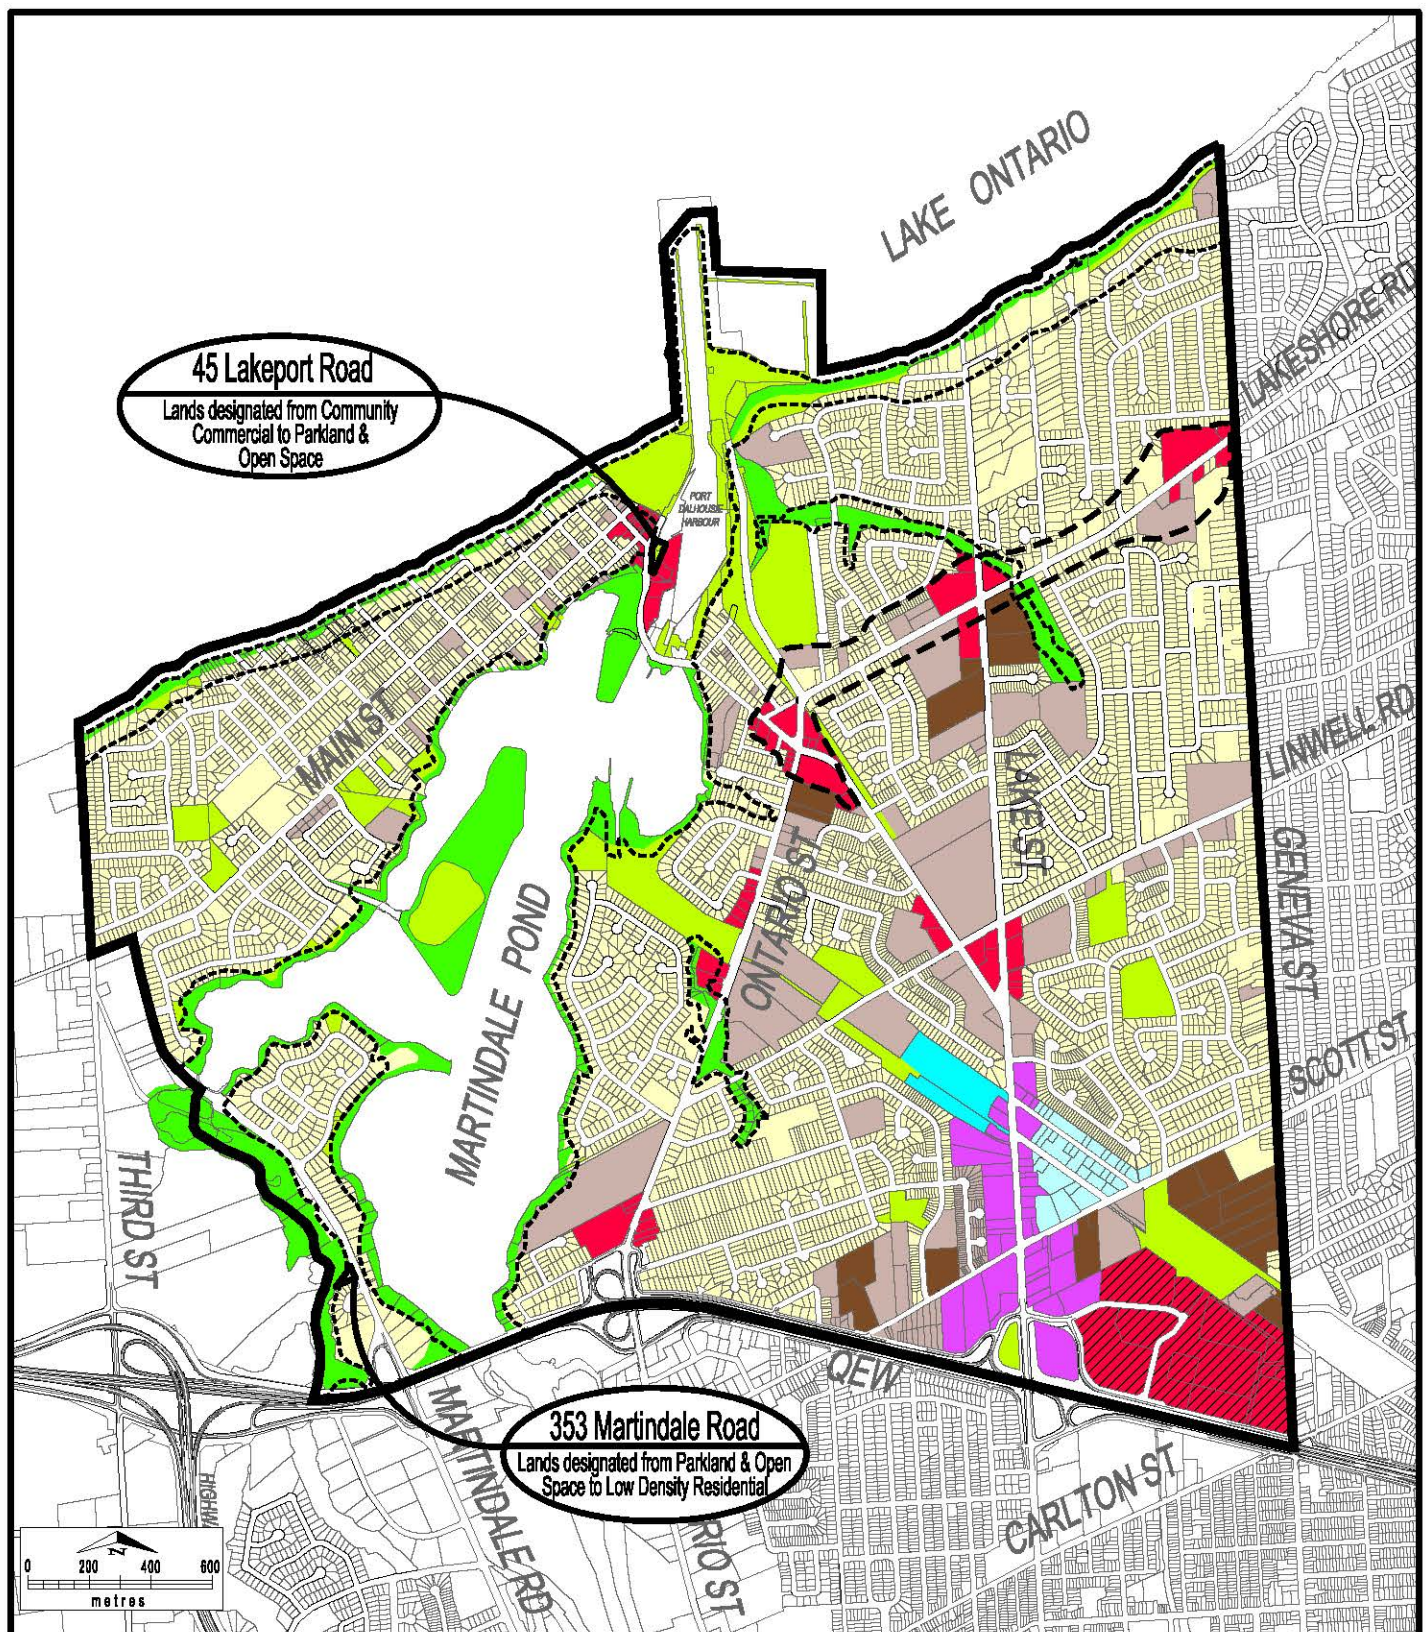 LAKE ONTARIO
45 Lakeport Road
Lands designated from Community
Commercial to Parkland &
Open Space
LAKESHORE RD
PORT
DALHOUSIE
HARBOUR
MAIN ST
LAKE ST
LINWELL RD
GENEVA ST
ONTARIO ST
MARTINDALE POND
SCOTT ST
THIRD ST
QEW
353 Martindale Road
Lands designated from Parkland & Open
Space to Low Density Residential
MARTINDALE RD
CARLTON ST
HIGHW
RIO ST
N
0 200 400 600
metres